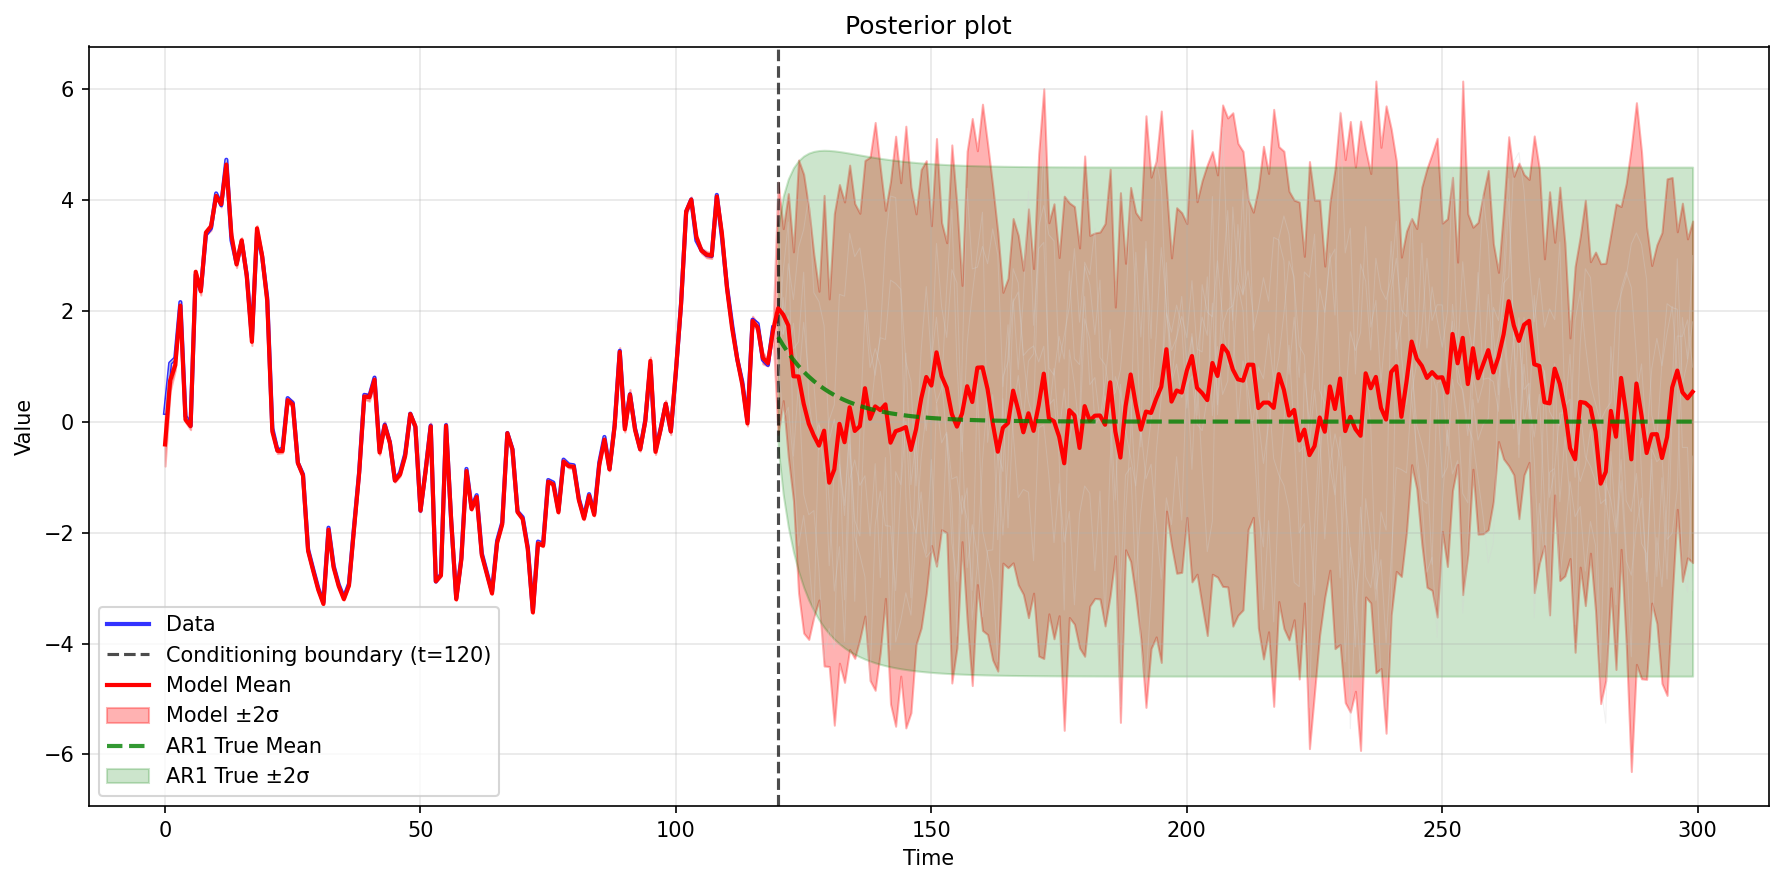 Posterior plot
6
4
2
0
−2
−4
−6
Value
Data
Conditioning boundary (t=120)
Model Mean
Model ±2σ
AR1 True Mean
AR1 True ±2σ
0
50
100
150
200
250
300
Time